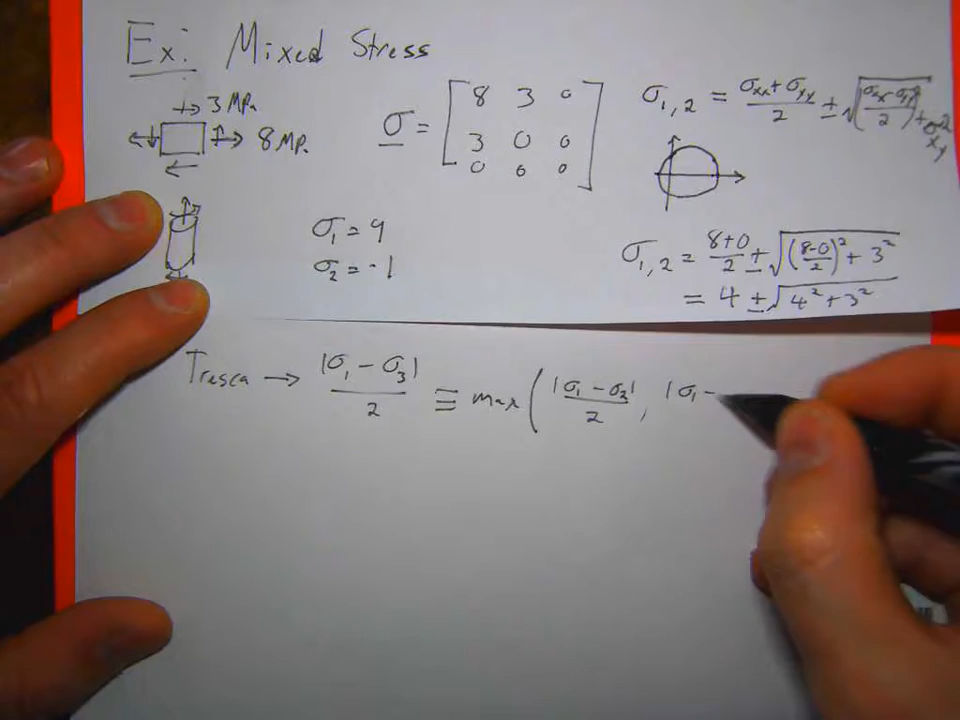 Ex: Mixed Stress
3 MPa
8 MPa
σ = [8 3 0
3 0 0
0 0 0]
σ1,2 = (σxx + σyy)/2 ± √(((σxx - σyy)/2)² + σxy²)
σ1 = 9
σ2 = -1
σ1,2 = (8+0)/2 ± √(((8-0)/2)² + 3²)
= 4 ± √(4² + 3²)
Tresca → |σ1 - σ3|/2 ≡ max(|σ1 - σ2|/2, |σ1 -